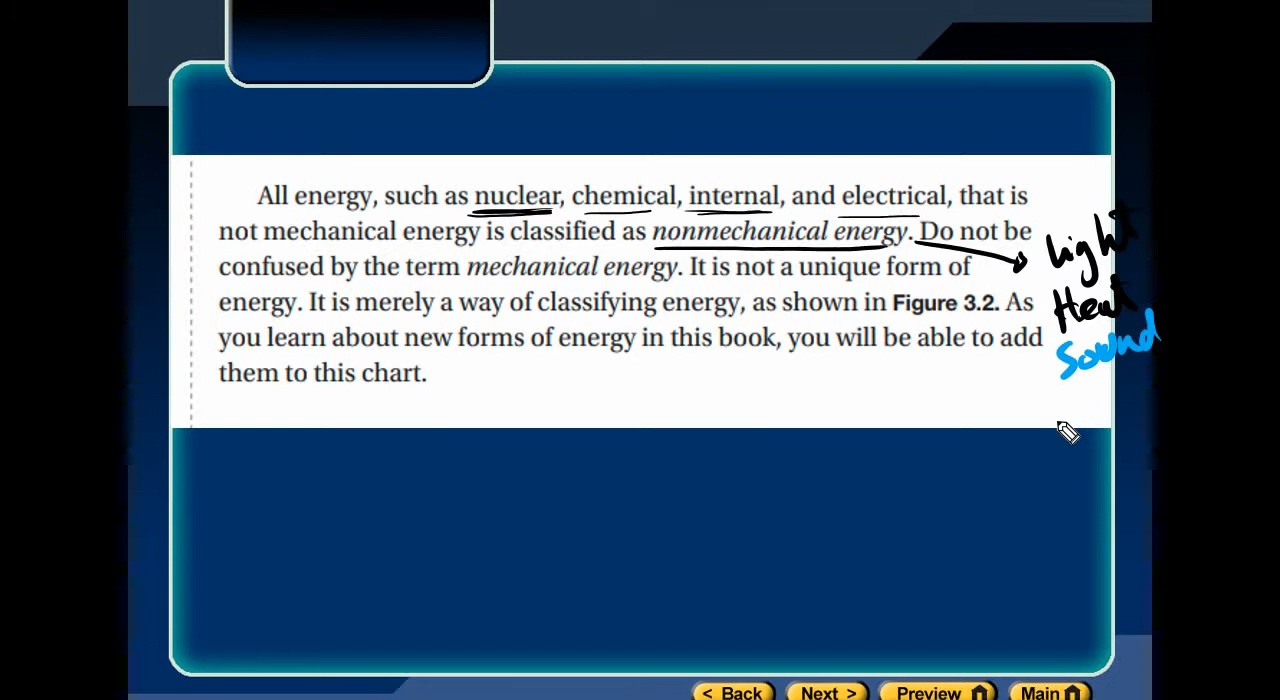 All energy, such as nuclear, chemical, internal, and electrical, that is
not mechanical energy is classified as nonmechanical energy. Do not be
confused by the term mechanical energy. It is not a unique form of
energy. It is merely a way of classifying energy, as shown in Figure 3.2. As
you learn about new forms of energy in this book, you will be able to add
them to this chart.
Light
Heat
Sound
< Back
Next >
Preview
Main